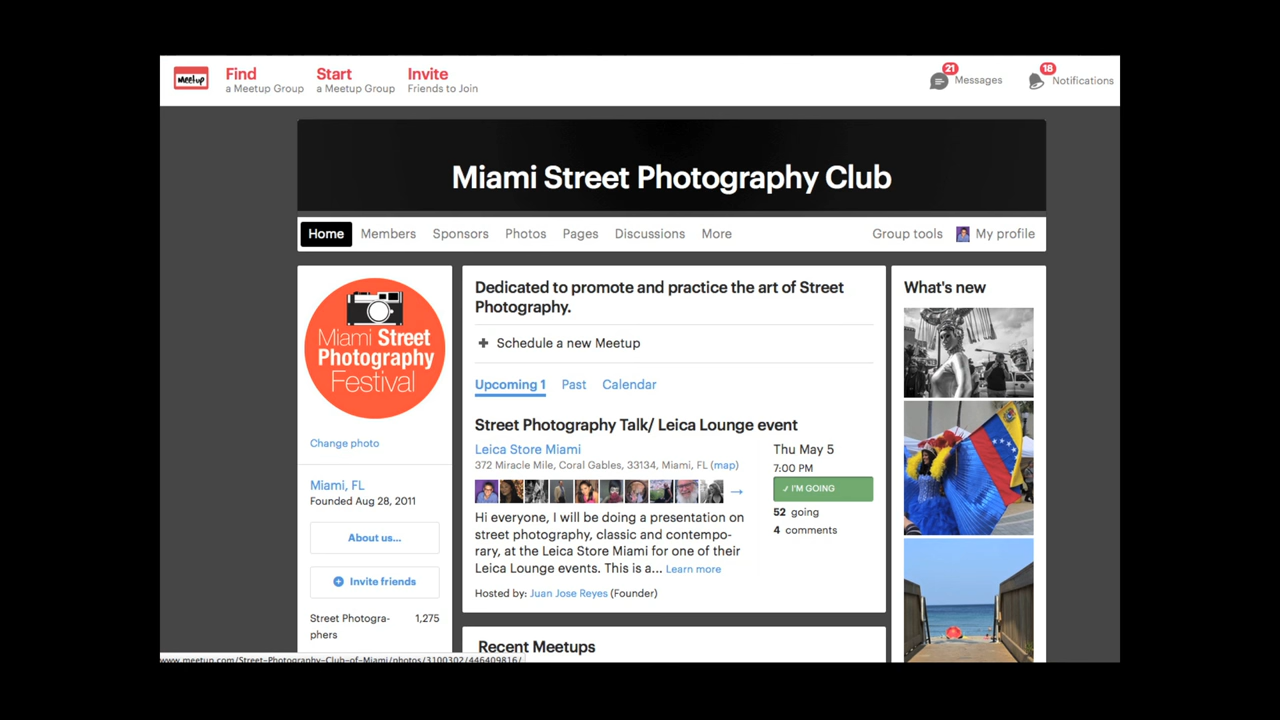 meetup
Find
a Meetup Group
Start
a Meetup Group
Invite
Friends to Join
21
Messages
18
Notifications
Miami Street Photography Club
Home
Members
Sponsors
Photos
Pages
Discussions
More
Group tools
My profile
Miami Street
Photography
Festival
Change photo
Miami, FL
Founded Aug 28, 2011
About us...
Invite friends
Street Photogra-
phers
1,275
Dedicated to promote and practice the art of Street
Photography.
+ Schedule a new Meetup
Upcoming 1
Past
Calendar
Street Photography Talk/ Leica Lounge event
Leica Store Miami
372 Miracle Mile, Coral Gables, 33134, Miami, FL (map)
→
Hi everyone, I will be doing a presentation on
street photography, classic and contempo-
rary, at the Leica Store Miami for one of their
Leica Lounge events. This is a... Learn more
Hosted by: Juan Jose Reyes (Founder)
Thu May 5
7:00 PM
✓ I'M GOING
52 going
4 comments
Recent Meetups
What's new
www.meetup.com/Street-Photography-Club-of-Miami/photos/3100302/446409816/